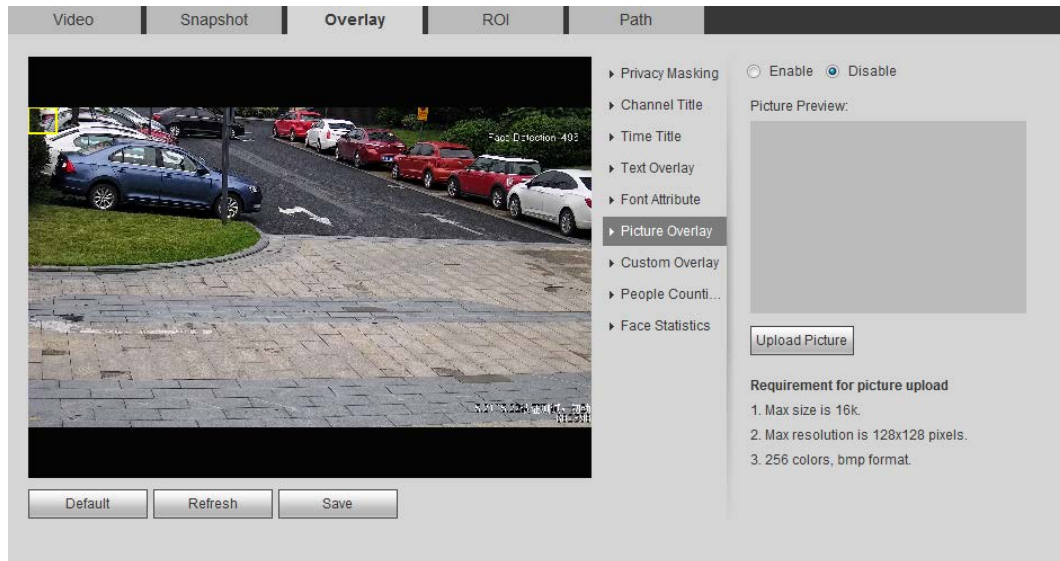 Video
Snapshot
Overlay
ROI
Path
Face Detection
Privacy Masking
Channel Title
Time Title
Text Overlay
Font Attribute
Picture Overlay
Custom Overlay
People Counti...
Face Statistics
Enable
Disable
Picture Preview:
Upload Picture
Requirement for picture upload
1. Max size is 16k.
2. Max resolution is 128x128 pixels.
3. 256 colors, bmp format.
Default
Refresh
Save